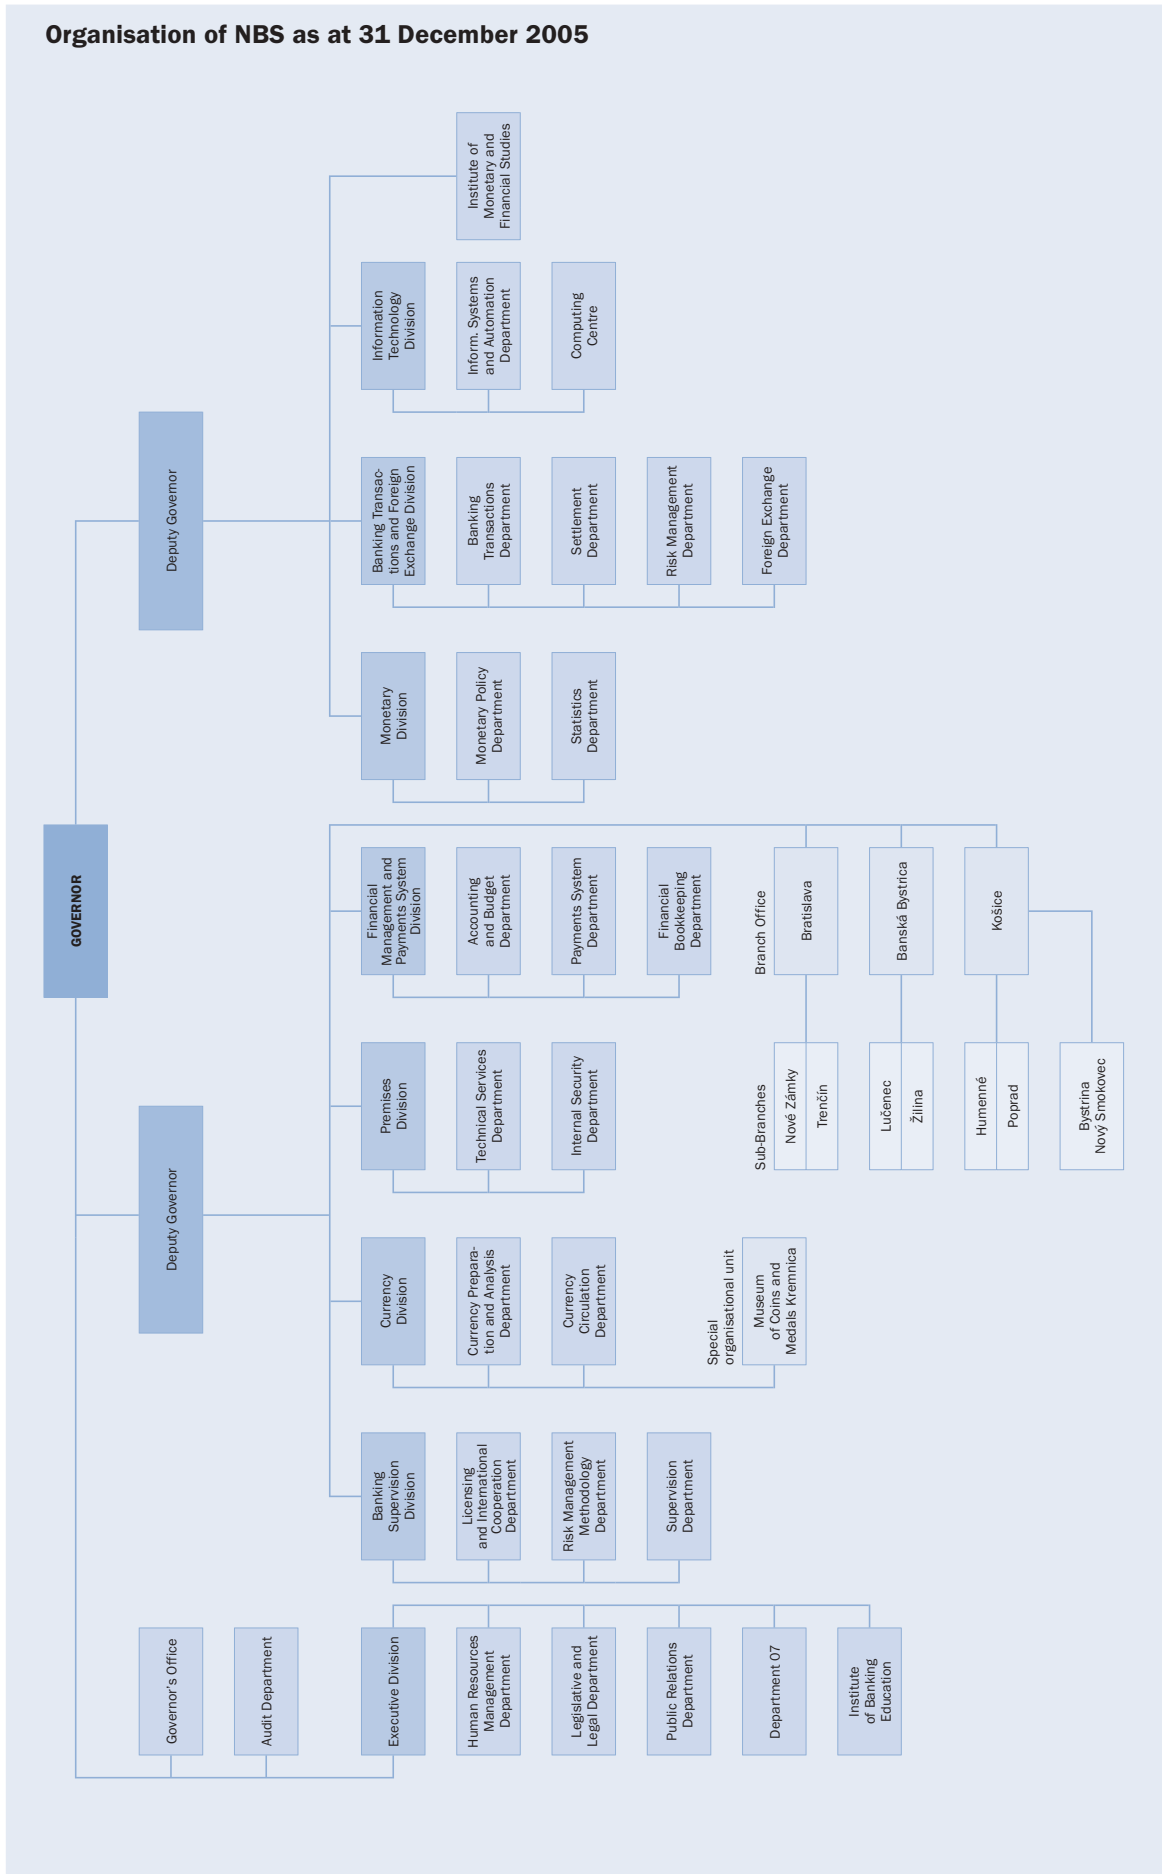 Organisation of NBS as at 31 December 2005
GOVERNOR
Governor's Office
Audit Department
Deputy Governor
Deputy Governor
Executive Division
Human Resources
Management
Department
Legislative and
Legal Department
Public Relations
Department
Department 07
Institute
of Banking
Education
Banking
Supervision
Division
Licensing
and International
Cooperation
Department
Risk Management
Methodology
Department
Supervision
Department
Currency
Division
Currency Prepara-
tion and Analysis
Department
Currency
Circulation
Department
Special
organisational unit
Museum
of Coins and
Medals Kremnica
Premises
Division
Technical Services
Department
Internal Security
Department
Sub-Branches
Nové Zámky
Trenčín
Lučenec
Žilina
Humenné
Poprad
Bystrina
Nový Smokovec
Financial
Management and
Payments System
Division
Accounting
and Budget
Department
Payments System
Department
Financial
Bookkeeping
Department
Branch Office
Bratislava
Banská Bystrica
Košice
Monetary
Division
Monetary Policy
Department
Statistics
Department
Banking Transac-
tions and Foreign
Exchange Division
Banking
Transactions
Department
Settlement
Department
Risk Management
Department
Foreign Exchange
Department
Information
Technology
Division
Inform. Systems
and Automation
Department
Computing
Centre
Institute of
Monetary and
Financial Studies